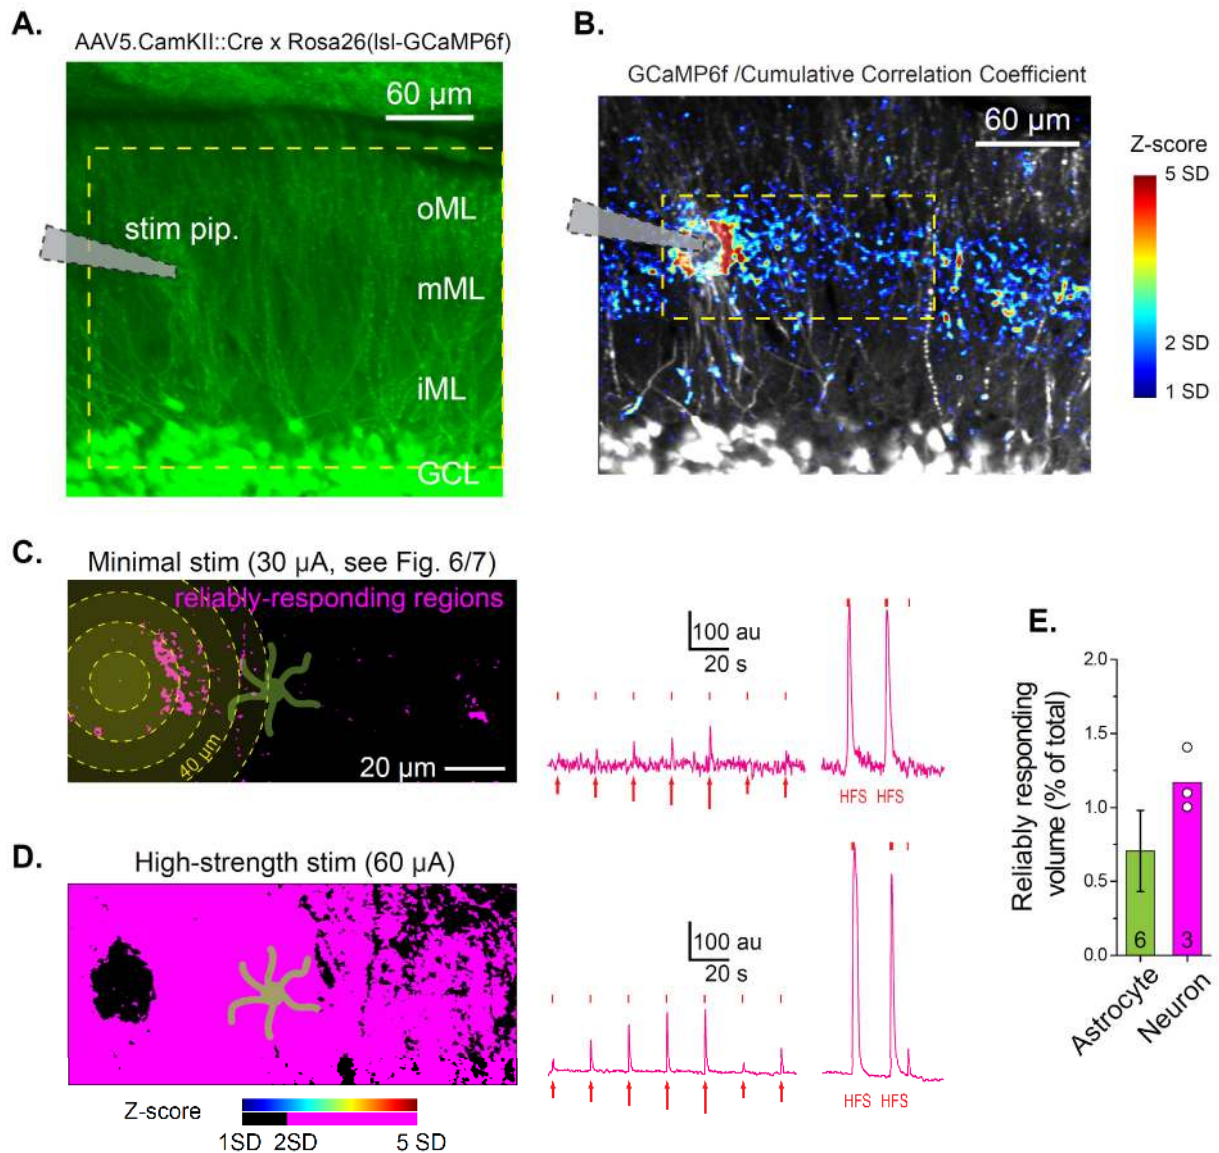 A.
AAV5.CamKII::Cre x Rosa26(lsl-GCaMP6f)
60 µm
oML
stim pip.
mML
iML
GCL
B.
GCaMP6f /Cumulative Correlation Coefficient
60 µm
Z-score
5 SD
2 SD
1 SD
C.
Minimal stim (30 µA, see Fig. 6/7)
reliably-responding regions
40 µm
20 µm
100 au
20 s
HFS HFS
D.
High-strength stim (60 µA)
Z-score
1SD 2SD 5 SD
100 au
20 s
HFS HFS
E.
Reliably responding
volume (% of total)
2.0
1.5
1.0
0.5
0.0
6
3
Astrocyte
Neuron